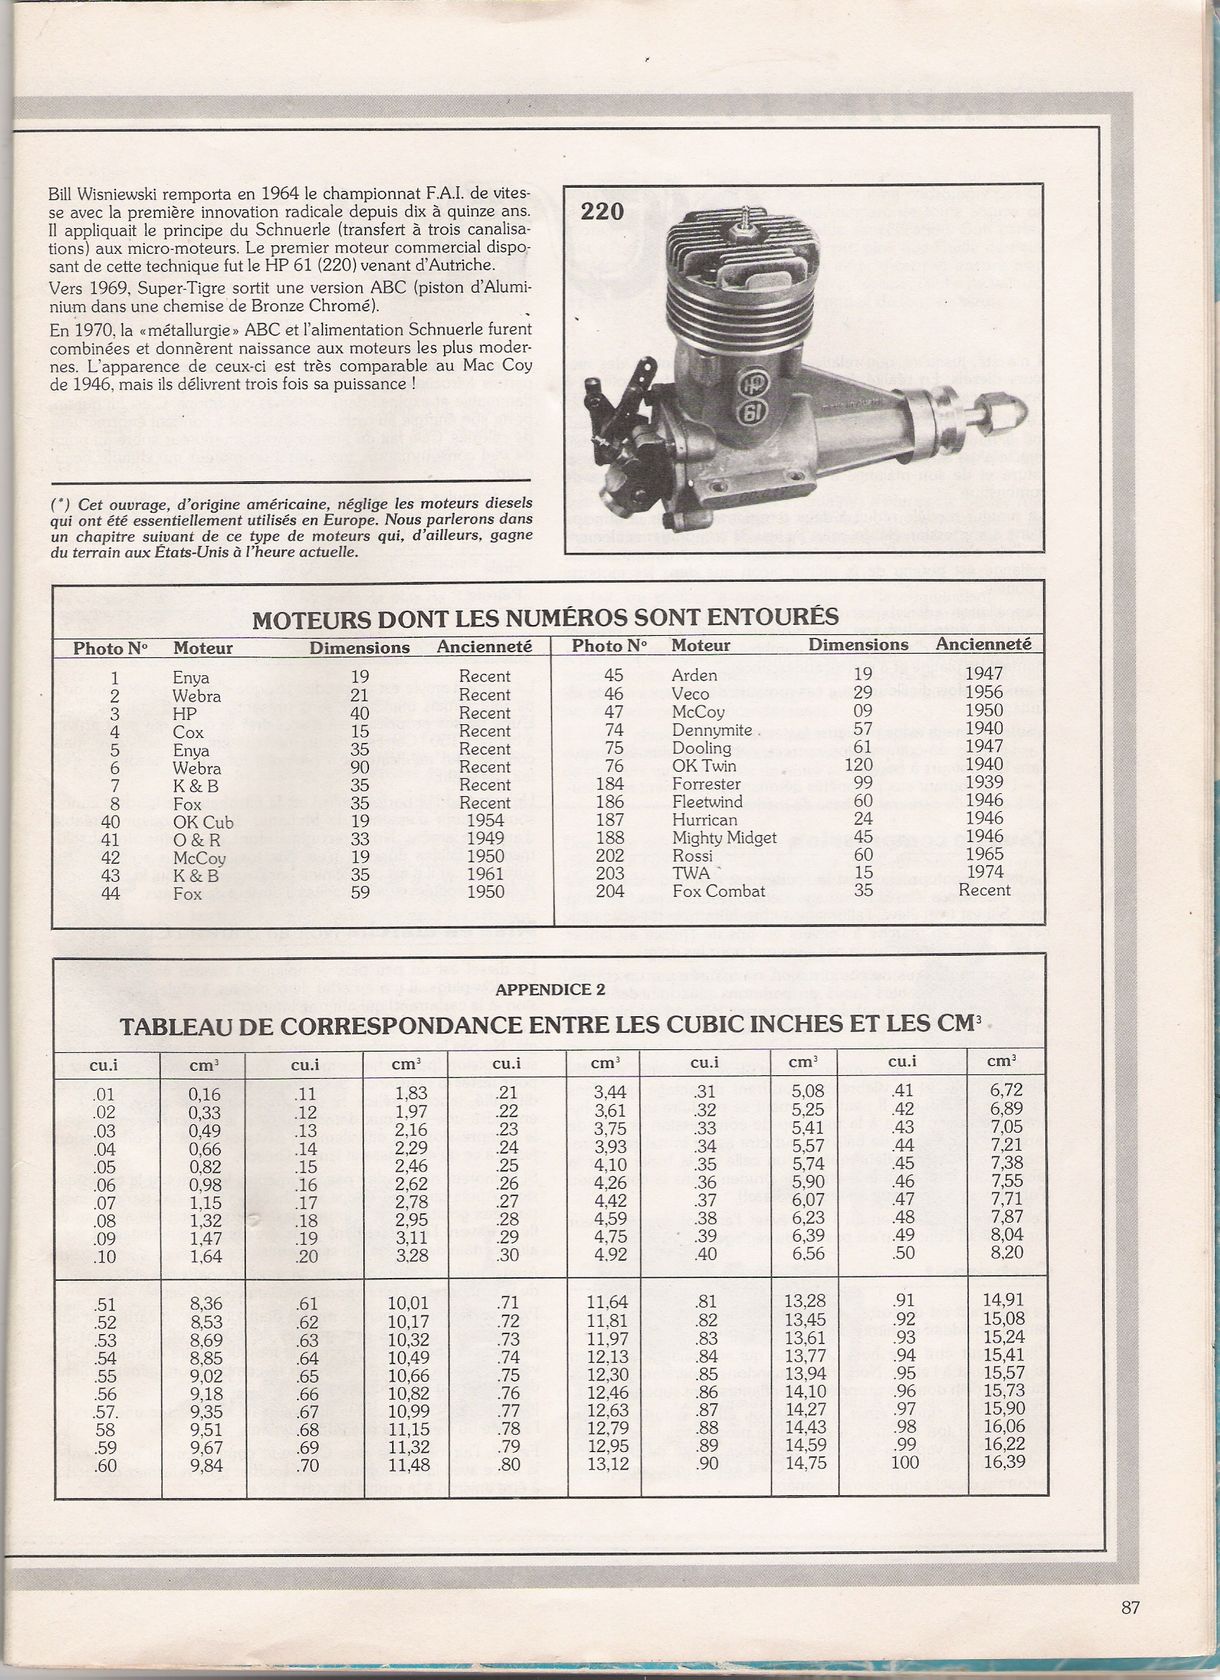 Bill Wisniewski remporta en 1964 le championnat F.A.I. de vites-
se avec la première innovation radicale depuis dix à quinze ans.
Il appliquait le principe du Schnuerle (transfert à trois canalisa-
tions) aux micro-moteurs. Le premier moteur commercial dispo-
sant de cette technique fut le HP 61 (220) venant d'Autriche.
Vers 1969, Super-Tigre sortit une version ABC (piston d'Alumi-
nium dans une chemise de Bronze Chromé).
En 1970, la «métallurgie» ABC et l'alimentation Schnuerle furent
combinées et donnèrent naissance aux moteurs les plus moder-
nes. L'apparence de ceux-ci est très comparable au Mac Coy
de 1946, mais ils délivrent trois fois sa puissance !
(*) Cet ouvrage, d'origine américaine, néglige les moteurs diesels
qui ont été essentiellement utilisés en Europe. Nous parlerons dans
un chapitre suivant de ce type de moteurs qui, d'ailleurs, gagne
du terrain aux États-Unis à l'heure actuelle.
220
HP
61
MOTEURS DONT LES NUMÉROS SONT ENTOURÉS
Photo N° Moteur Dimensions Ancienneté Photo N° Moteur Dimensions Ancienneté
1 Enya 19 Recent 45 Arden 19 1947
2 Webra 21 Recent 46 Veco 29 1956
3 HP 40 Recent 47 McCoy 09 1950
4 Cox 15 Recent 74 Dennymite 57 1940
5 Enya 35 Recent 75 Dooling 61 1947
6 Webra 90 Recent 76 OK Twin 120 1940
7 K & B 35 Recent 184 Forrester 99 1939
8 Fox 35 Recent 186 Fleetwind 60 1946
40 OK Cub 19 1954 187 Hurrican 24 1946
41 O & R 33 1949 188 Mighty Midget 45 1946
42 McCoy 19 1950 202 Rossi 60 1965
43 K & B 35 1961 203 TWA 15 1974
44 Fox 59 1950 204 Fox Combat 35 Recent
APPENDICE 2
TABLEAU DE CORRESPONDANCE ENTRE LES CUBIC INCHES ET LES CM³
cu.i cm³ cu.i cm³ cu.i cm³ cu.i cm³ cu.i cm³
.01 0,16 .11 1,83 .21 3,44 .31 5,08 .41 6,72
.02 0,33 .12 1,97 .22 3,61 .32 5,25 .42 6,89
.03 0,49 .13 2,16 .23 3,75 .33 5,41 .43 7,05
.04 0,66 .14 2,29 .24 3,93 .34 5,57 .44 7,21
.05 0,82 .15 2,46 .25 4,10 .35 5,74 .45 7,38
.06 0,98 .16 2,62 .26 4,26 .36 5,90 .46 7,55
.07 1,15 .17 2,78 .27 4,42 .37 6,07 .47 7,71
.08 1,32 .18 2,95 .28 4,59 .38 6,23 .48 7,87
.09 1,47 .19 3,11 .29 4,75 .39 6,39 .49 8,04
.10 1,64 .20 3,28 .30 4,92 .40 6,56 .50 8,20
.51 8,36 .61 10,01 .71 11,64 .81 13,28 .91 14,91
.52 8,53 .62 10,17 .72 11,81 .82 13,45 .92 15,08
.53 8,69 .63 10,32 .73 11,97 .83 13,61 .93 15,24
.54 8,85 .64 10,49 .74 12,13 .84 13,77 .94 15,41
.55 9,02 .65 10,66 .75 12,30 .85 13,94 .95 15,57
.56 9,18 .66 10,82 .76 12,46 .86 14,10 .96 15,73
.57. 9,35 .67 10,99 .77 12,63 .87 14,27 .97 15,90
58 9,51 .68 11,15 .78 12,79 .88 14,43 .98 16,06
.59 9,67 .69 11,32 .79 12,95 .89 14,59 .99 16,22
.60 9,84 .70 11,48 .80 13,12 .90 14,75 100 16,39
87